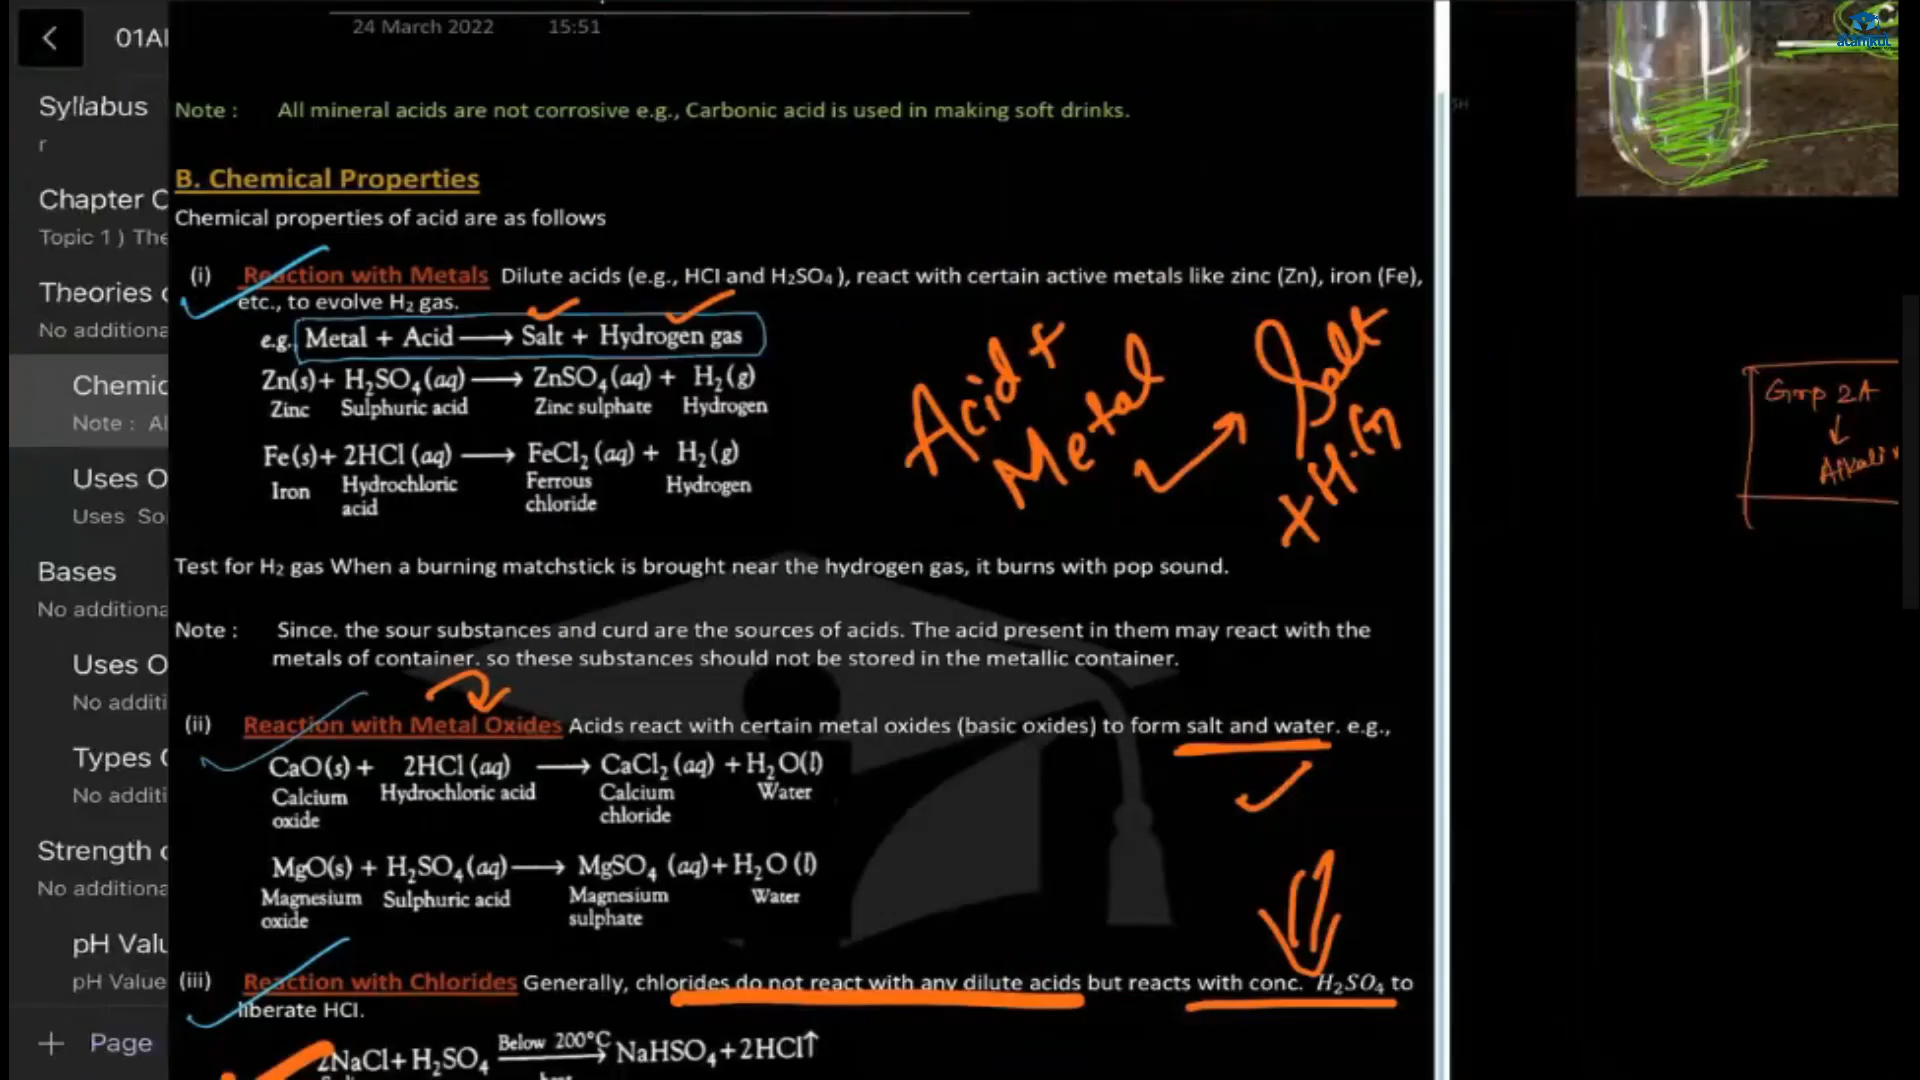 24 March 2022 15:51
01Al
Syllabus
r
Chapter C
Topic 1 ) The
Theories o
No additiona
Chemic
Note : Al
Uses O
Uses So
Bases
No additiona
Uses O
No additi
Types O
No additi
Strength o
No additiona
pH Valu
pH Value
+ Page
Note : All mineral acids are not corrosive e.g., Carbonic acid is used in making soft drinks.
B. Chemical Properties
Chemical properties of acid are as follows
(i) Reaction with Metals Dilute acids (e.g., HCl and H₂SO₄ ), react with certain active metals like zinc (Zn), iron (Fe),
etc., to evolve H₂ gas.
e.g. Metal + Acid ⟶ Salt + Hydrogen gas
Zn(s)+ H₂SO₄(aq) ⟶ ZnSO₄(aq) + H₂(g)
Zinc Sulphuric acid Zinc sulphate Hydrogen
Fe(s)+ 2HCl (aq) ⟶ FeCl₂(aq) + H₂(g)
Iron Hydrochloric Ferrous Hydrogen
acid chloride
Acid +
Metal
Salt
Test for H₂ gas When a burning matchstick is brought near the hydrogen gas, it burns with pop sound.
Note : Since. the sour substances and curd are the sources of acids. The acid present in them may react with the
metals of container. so these substances should not be stored in the metallic container.
(ii) Reaction with Metal Oxides Acids react with certain metal oxides (basic oxides) to form salt and water. e.g.,
CaO(s) + 2HCl (aq) ⟶ CaCl₂(aq) + H₂O(l)
Calcium Hydrochloric acid Calcium Water
oxide chloride
MgO(s) + H₂SO₄(aq) ⟶ MgSO₄ (aq)+ H₂O (l)
Magnesium Sulphuric acid Magnesium Water
oxide sulphate
(iii) Reaction with Chlorides Generally, chlorides do not react with any dilute acids but reacts with conc. H₂SO₄ to
liberate HCl.
2NaCl+ H₂SO₄ Below 200°C ⟶ NaHSO₄+2HCl↑
Grop 2A
Alkali